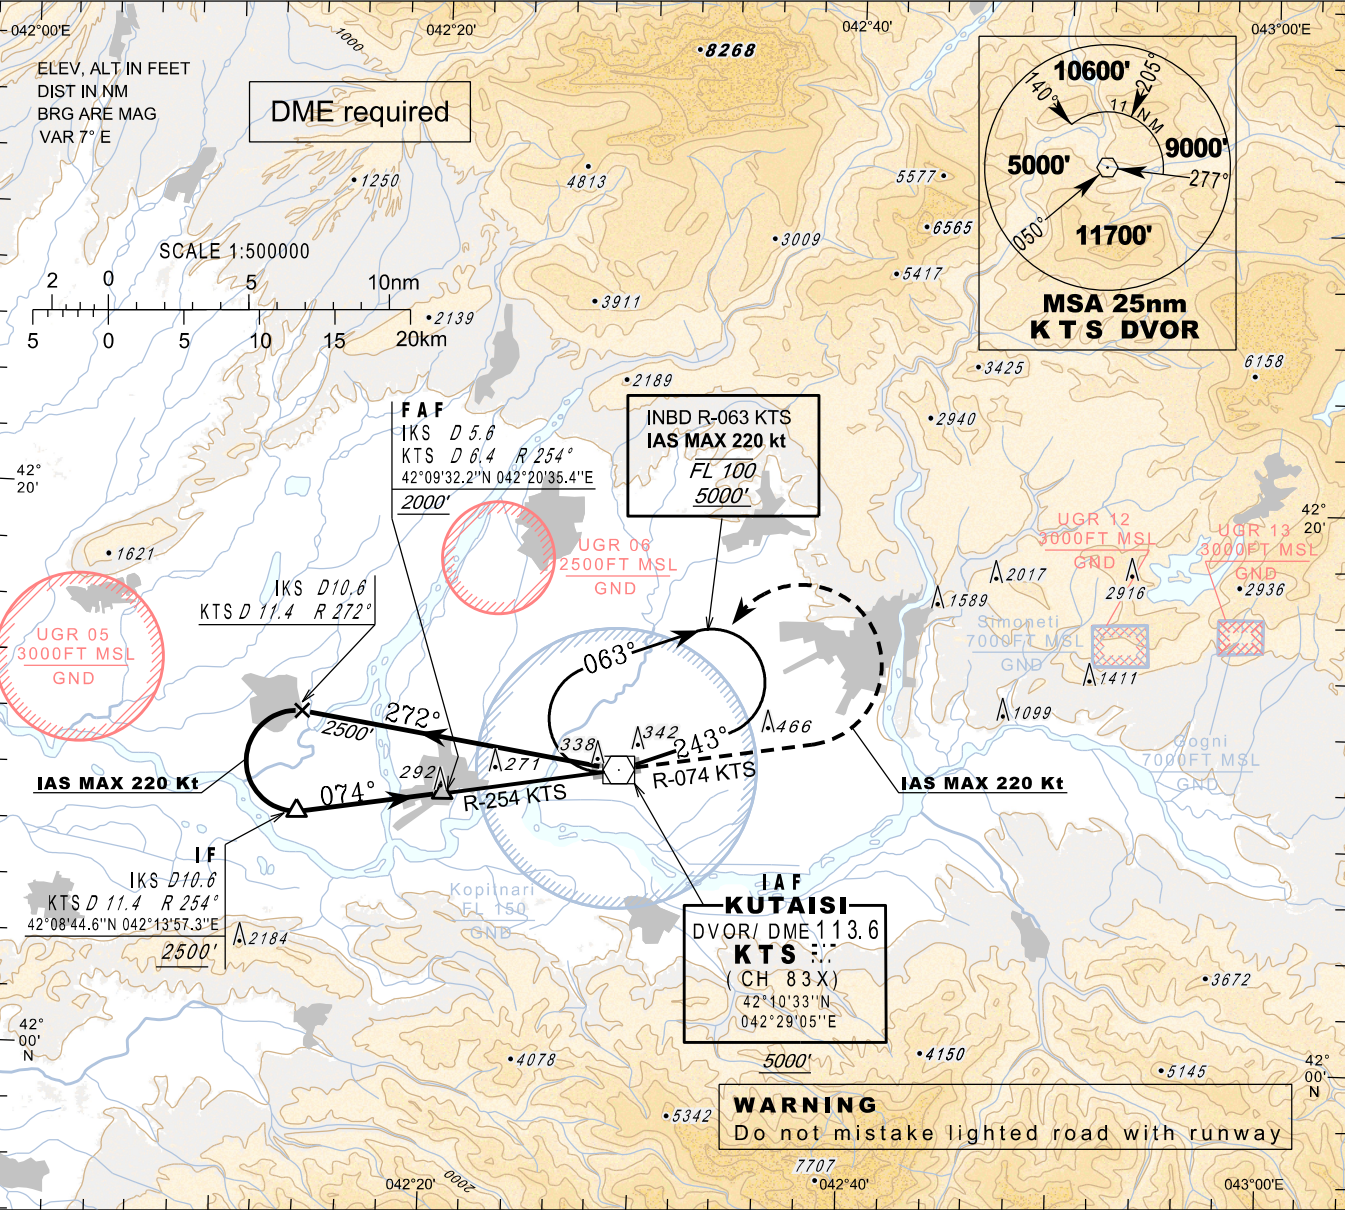 042°00'E
042°20'
042°40'
043°00'E
ELEV, ALT IN FEET
DIST IN NM
BRG ARE MAG
VAR 7° E
DME required
1000
8268
10600'
140°
205°
11 NM
9000'
5000'
277°
050°
11700'
MSA 25nm
KTS DVOR
1250
4813
5577
6565
3009
5417
SCALE 1:500000
2 0 5 10nm
5 0 5 10 15 20km
3911
2139
2189
3425
6158
2940
FAF
IKS D 5.6
KTS D 6.4 R 254°
42°09'32.2"N 042°20'35.4"E
2000'
INBD R-063 KTS
IAS MAX 220 kt
FL 100
5000'
42°
20'
42°
20'
UGR 12
3000FT MSL
GND
UGR 13
3000FT MSL
GND
UGR 06
2500FT MSL
GND
1621
2017
2916
2936
1589
IKS D10,6
KTS D 11.4 R 272°
UGR 05
3000FT MSL
GND
Simoneti
7000FT MSL
GND
1411
1099
063°
272°
2500'
338
342
466
243°
R-074 KTS
292
271
R-254 KTS
074°
IAS MAX 220 Kt
IAS MAX 220 Kt
Gogni
7000FT MSL
GND
IF
IKS D10.6
KTS D 11.4 R 254°
42°08'44.6"N 042°13'57.3"E
2500'
2184
Kopitnari
FL 150
GND
IAF
KUTAISI
DVOR/ DME 113.6
KTS
(CH 83X)
42°10'33"N
042°29'05"E
5000'
3672
42°
00'
N
42°
00'
N
4078
4150
5145
5342
WARNING
Do not mistake lighted road with runway
7707
2000
042°20'
042°40'
043°00'E